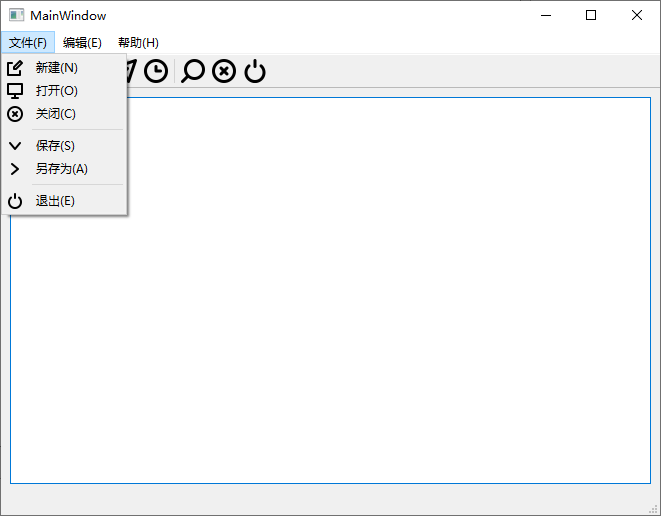 MainWindow
文件(F) 编辑(E) 帮助(H)
新建(N)
打开(O)
关闭(C)
保存(S)
另存为(A)
退出(E)